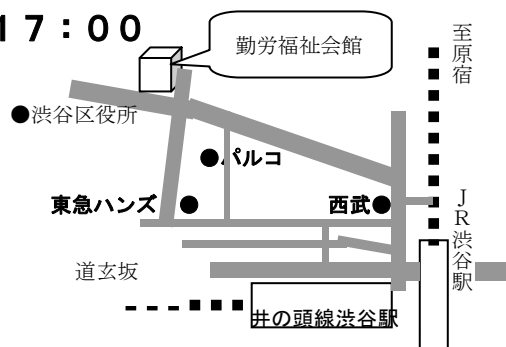 17：00
勤労福祉会館
至原宿
●渋谷区役所
●パルコ
東急ハンズ ●
西武●
JR渋谷駅
道玄坂
井の頭線渋谷駅